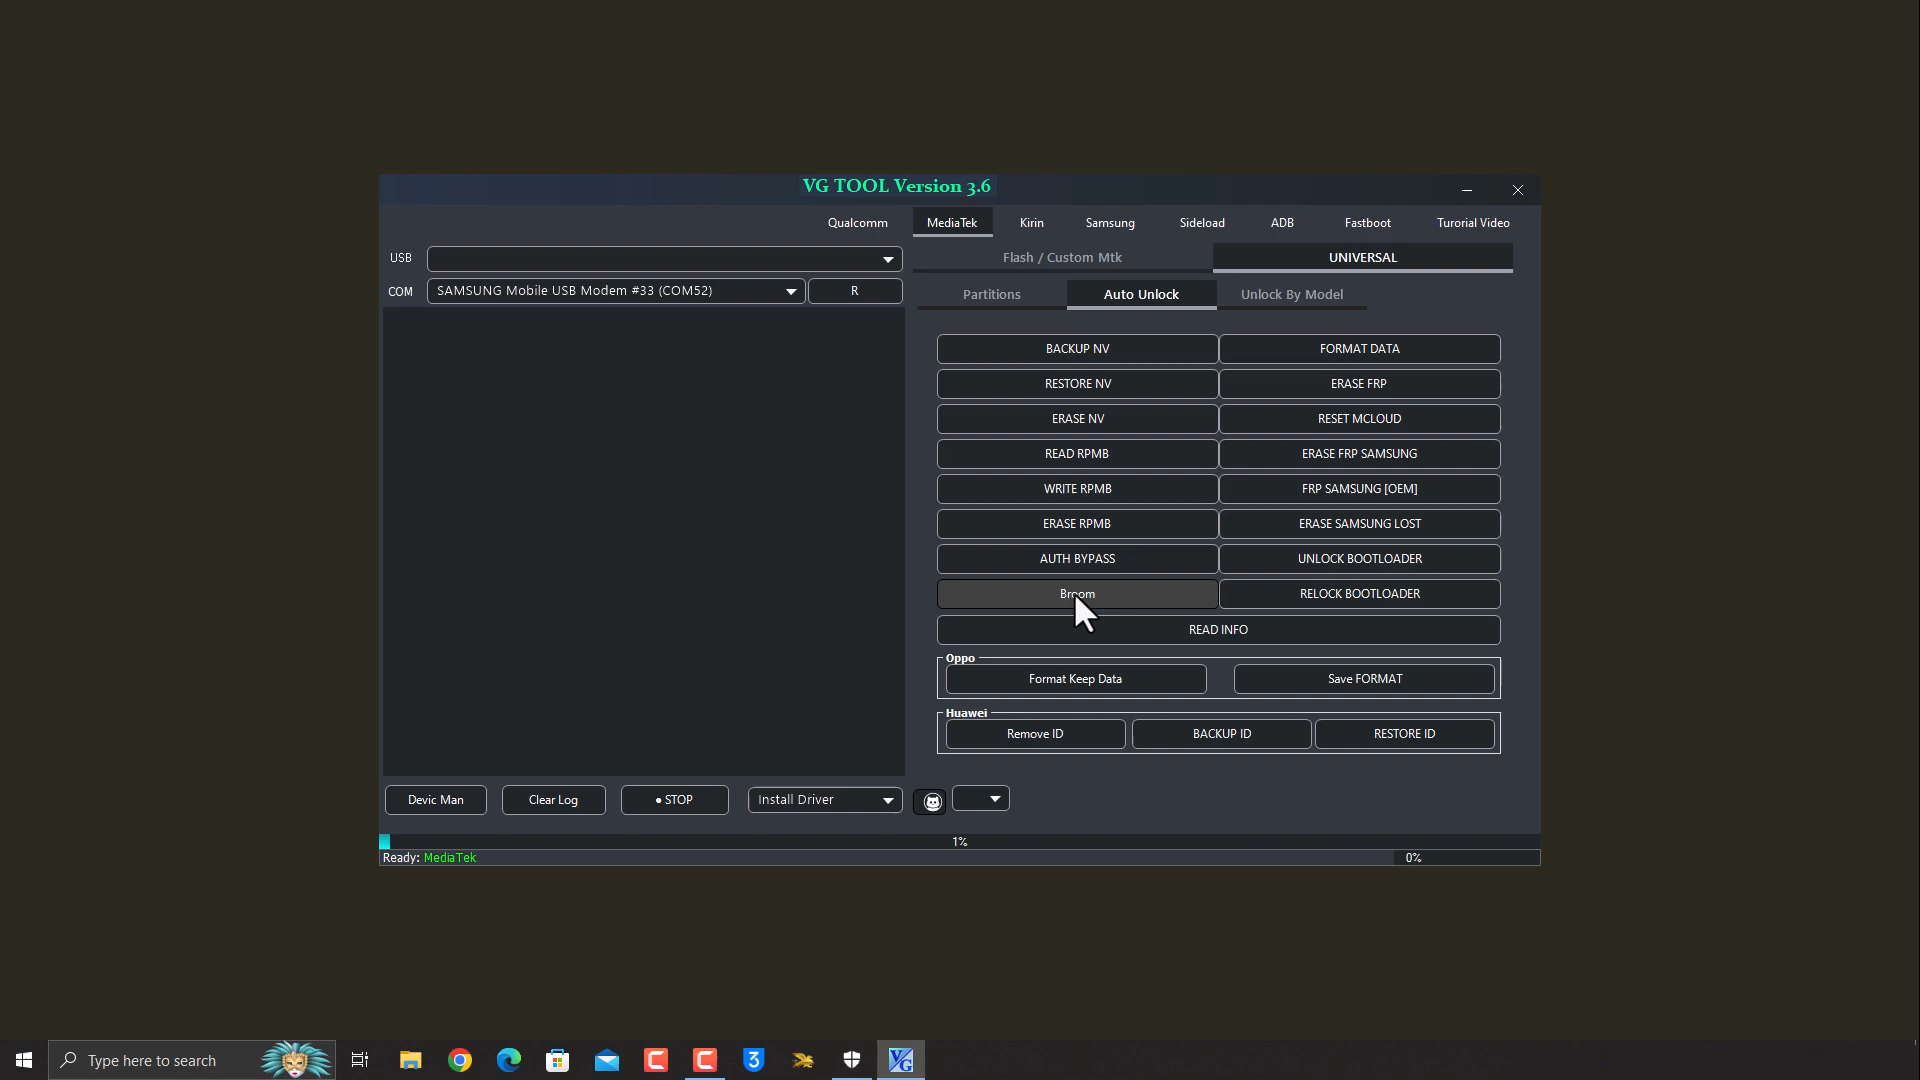 VG TOOL Version 3.6
Qualcomm MediaTek Kirin Samsung Sideload ADB Fastboot Turorial Video
USB
Flash / Custom Mtk UNIVERSAL
COM SAMSUNG Mobile USB Modem #33 (COM52) R
Partitions Auto Unlock Unlock By Model
BACKUP NV FORMAT DATA
RESTORE NV ERASE FRP
ERASE NV RESET MCLOUD
READ RPMB ERASE FRP SAMSUNG
WRITE RPMB FRP SAMSUNG [OEM]
ERASE RPMB ERASE SAMSUNG LOST
AUTH BYPASS UNLOCK BOOTLOADER
Broom RELOCK BOOTLOADER
READ INFO
Oppo
Format Keep Data Save FORMAT
Huawei
Remove ID BACKUP ID RESTORE ID
Devic Man Clear Log • STOP Install Driver
1%
Ready: MediaTek 0%
Type here to search